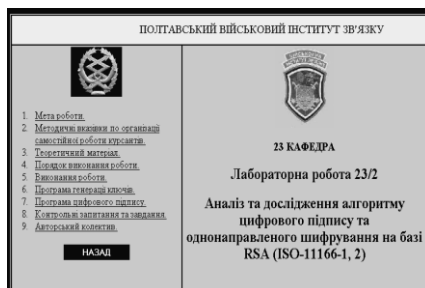 ПОЛТАВСЬКИЙ ВІЙСЬКОВИЙ ІНСТИТУТ ЗВ'ЯЗКУ
1. Мета роботи.
2. Методичні вказівки по організації
самостійної роботи курсантів.
3. Теоретичний матеріал.
4. Порядок виконання роботи.
5. Виконання роботи.
6. Програма генерації ключів.
7. Програма цифрового підпису.
8. Контрольні запитання та завдання.
9. Авторський колектив.
НАЗАД
23 КАФЕДРА
Лабораторна робота 23/2
Аналіз та дослідження алгоритму
цифрового підпису та
однонаправленого шифрування на базі
RSA (ISO-11166-1, 2)